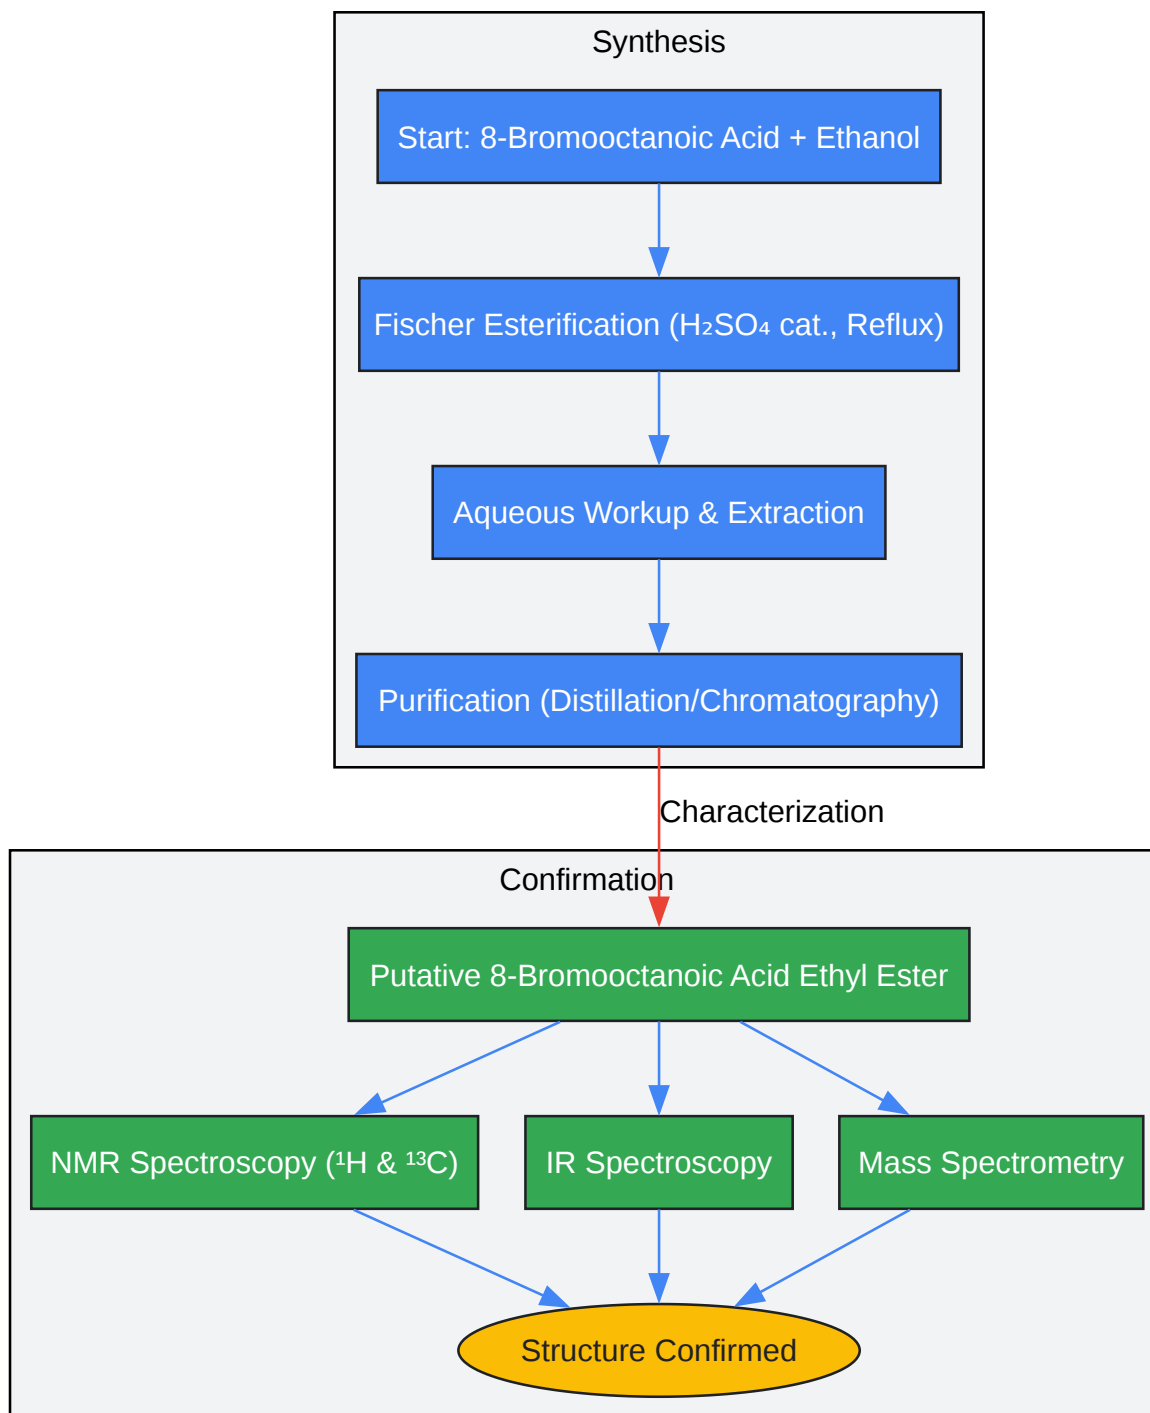 Synthesis
Start: 8-Bromooctanoic Acid + Ethanol
Fischer Esterification (H₂SO₄ cat., Reflux)
Aqueous Workup & Extraction
Purification (Distillation/Chromatography)
Characterization
Confirmation
Putative 8-Bromooctanoic Acid Ethyl Ester
NMR Spectroscopy (¹H & ¹³C)
IR Spectroscopy
Mass Spectrometry
Structure Confirmed